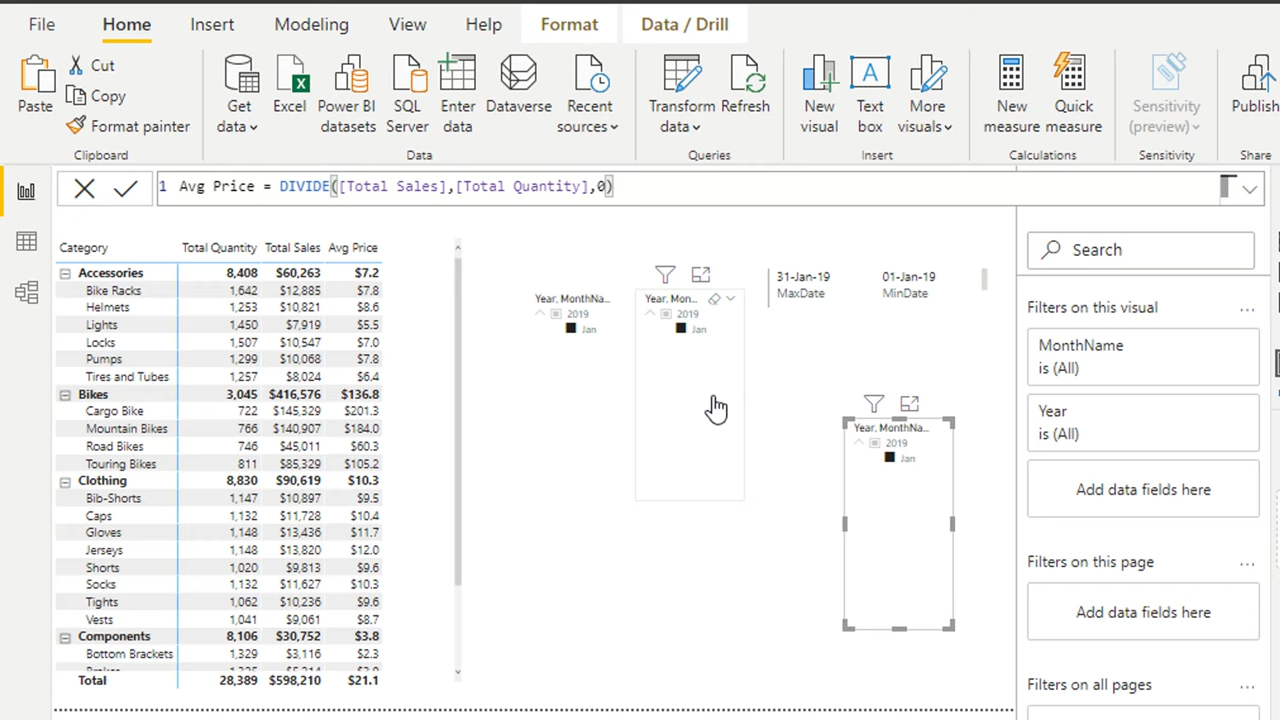 File Home Insert Modeling View Help Format Data / Drill
Paste Cut Copy Format painter
Clipboard
Get data Excel Power BI datasets SQL Server Enter data Dataverse Recent sources
Data
Transform data Refresh
Queries
New visual Text box More visuals
Insert
New measure Quick measure
Calculations
Sensitivity (preview)
Sensitivity
Publish
Share
1 Avg Price = DIVIDE([Total Sales],[Total Quantity],0)
Category Total Quantity Total Sales Avg Price
Accessories 8,408 $60,263 $7.2
Bike Racks 1,642 $12,885 $7.8
Helmets 1,253 $10,821 $8.6
Lights 1,450 $7,919 $5.5
Locks 1,507 $10,547 $7.0
Pumps 1,299 $10,068 $7.8
Tires and Tubes 1,257 $8,024 $6.4
Bikes 3,045 $416,576 $136.8
Cargo Bike 722 $145,329 $201.3
Mountain Bikes 766 $140,907 $184.0
Road Bikes 746 $45,011 $60.3
Touring Bikes 811 $85,329 $105.2
Clothing 8,830 $90,619 $10.3
Bib-Shorts 1,147 $10,897 $9.5
Caps 1,132 $11,728 $10.4
Gloves 1,148 $13,436 $11.7
Jerseys 1,148 $13,820 $12.0
Shorts 1,020 $9,813 $9.6
Socks 1,132 $11,627 $10.3
Tights 1,062 $10,236 $9.6
Vests 1,041 $9,061 $8.7
Components 8,106 $30,752 $3.8
Bottom Brackets 1,329 $3,116 $2.3
Total 28,389 $598,210 $21.1
Year, MonthNa...
2019
Jan
Year, Mon...
2019
Jan
31-Jan-19
MaxDate
01-Jan-19
MinDate
Year, MonthNa...
2019
Jan
Search
Filters on this visual ...
MonthName
is (All)
Year
is (All)
Add data fields here
Filters on this page ...
Add data fields here
Filters on all pages ...